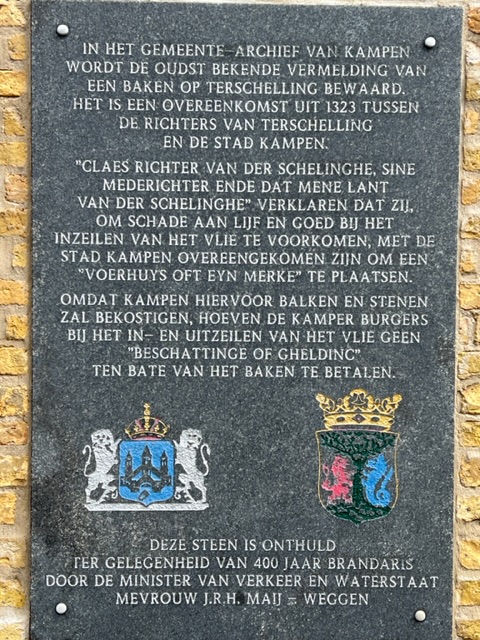 IN HET GEMEENTE-ARCHIEF VAN KAMPEN
WORDT DE OUDST BEKENDE VERMELDING VAN
EEN BAKEN OP TERSCHELLING BEWAARD.
HET IS EEN OVEREENKOMST UIT 1323 TUSSEN
DE RICHTERS VAN TERSCHELLING
EN DE STAD KAMPEN.
"CLAES RICHTER VAN DER SCHELINGHE, SINE
MEDERICHTER ENDE DAT MENE LANT
VAN DER SCHELINGHE" VERKLAREN DAT ZIJ,
OM SCHADE AAN LIJF EN GOED BIJ HET
INZEILEN VAN HET VLIE TE VOORKOMEN, MET DE
STAD KAMPEN OVEREENGEKOMEN ZIJN OM EEN
"VOERHUYS OFT EYN MERKE" TE PLAATSEN.
OMDAT KAMPEN HIERVOOR BALKEN EN STENEN
ZAL BEKOSTIGEN, HOEVEN DE KAMPER BURGERS
BIJ HET IN- EN UITZEILEN VAN HET VLIE GEEN
"BESCHATTINGE OF GHELDINC"
TEN BATE VAN HET BAKEN TE BETALEN.
DEZE STEEN IS ONTHULD
TER GELEGENHEID VAN 400 JAAR BRANDARIS
DOOR DE MINISTER VAN VERKEER EN WATERSTAAT
MEVROUW J.R.H. MAIJ - WEGGEN